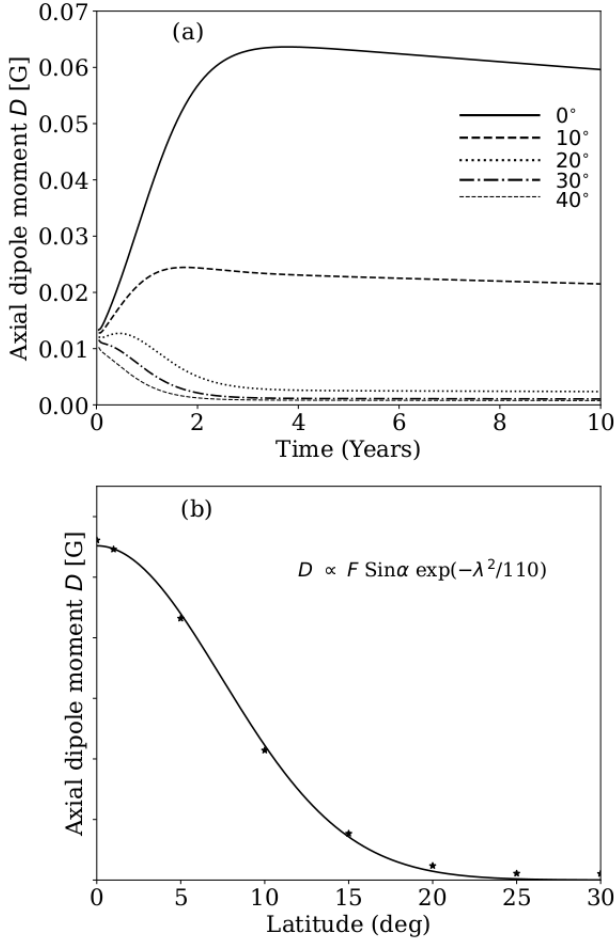 (a)
Axial dipole moment D [G]
0.07
0.06
0.05
0.04
0.03
0.02
0.01
0.00
0°
10°
20°
30°
40°
0 2 4 6 8 10
Time (Years)
(b)
Axial dipole moment D [G]
D ∝ F Sinα exp(−λ²/110)
0 5 10 15 20 25 30
Latitude (deg)